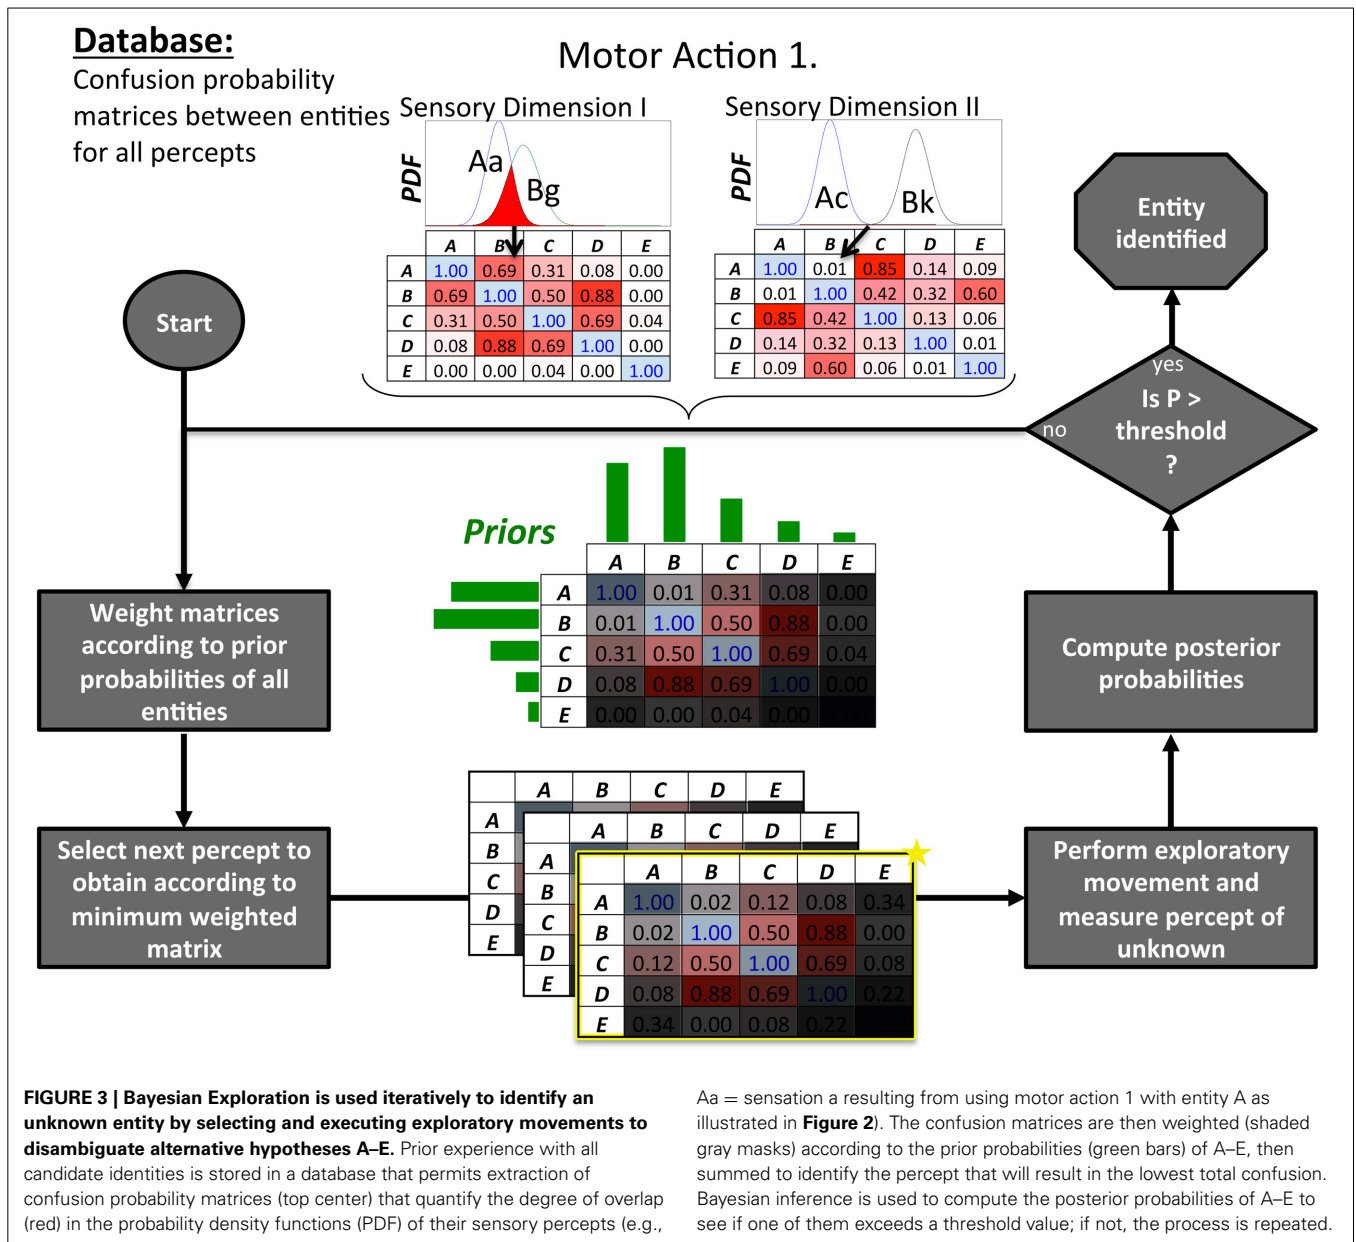 Database:
Confusion probability
matrices between entities
for all percepts
Motor Action 1.
Sensory Dimension I
PDF
Aa
Bg
A B C D E
A 1.00 0.69 0.31 0.08 0.00
B 0.69 1.00 0.50 0.88 0.00
C 0.31 0.50 1.00 0.69 0.04
D 0.08 0.88 0.69 1.00 0.00
E 0.00 0.00 0.04 0.00 1.00
Sensory Dimension II
PDF
Ac
Bk
A B C D E
A 1.00 0.01 0.85 0.14 0.09
B 0.01 1.00 0.42 0.32 0.60
C 0.85 0.42 1.00 0.13 0.06
D 0.14 0.32 0.13 1.00 0.01
E 0.09 0.60 0.06 0.01 1.00
Start
Weight matrices
according to prior
probabilities of all
entities
Select next percept to
obtain according to
minimum weighted
matrix
Priors
A B C D E
A 1.00 0.01 0.31 0.08 0.00
B 0.01 1.00 0.50 0.88 0.00
C 0.31 0.50 1.00 0.69 0.04
D 0.08 0.88 0.69 1.00 0.00
E 0.00 0.00 0.04 0.00 1.00
A B C D E
A
B
C
D
E
A B C D E
A
B
C
D
E
A B C D E
A 1.00 0.02 0.12 0.08 0.34
B 0.02 1.00 0.50 0.88 0.00
C 0.12 0.50 1.00 0.69 0.08
D 0.08 0.88 0.69 1.00 0.22
E 0.34 0.00 0.08 0.22
Perform exploratory
movement and
measure percept of
unknown
Compute posterior
probabilities
Is P >
threshold
?
yes
no
Entity
identified
FIGURE 3 | Bayesian Exploration is used iteratively to identify an
unknown entity by selecting and executing exploratory movements to
disambiguate alternative hypotheses A–E. Prior experience with all
candidate identities is stored in a database that permits extraction of
confusion probability matrices (top center) that quantify the degree of overlap
(red) in the probability density functions (PDF) of their sensory percepts (e.g.,
Aa = sensation a resulting from using motor action 1 with entity A as
illustrated in Figure 2). The confusion matrices are then weighted (shaded
gray masks) according to the prior probabilities (green bars) of A–E, then
summed to identify the percept that will result in the lowest total confusion.
Bayesian inference is used to compute the posterior probabilities of A–E to
see if one of them exceeds a threshold value; if not, the process is repeated.